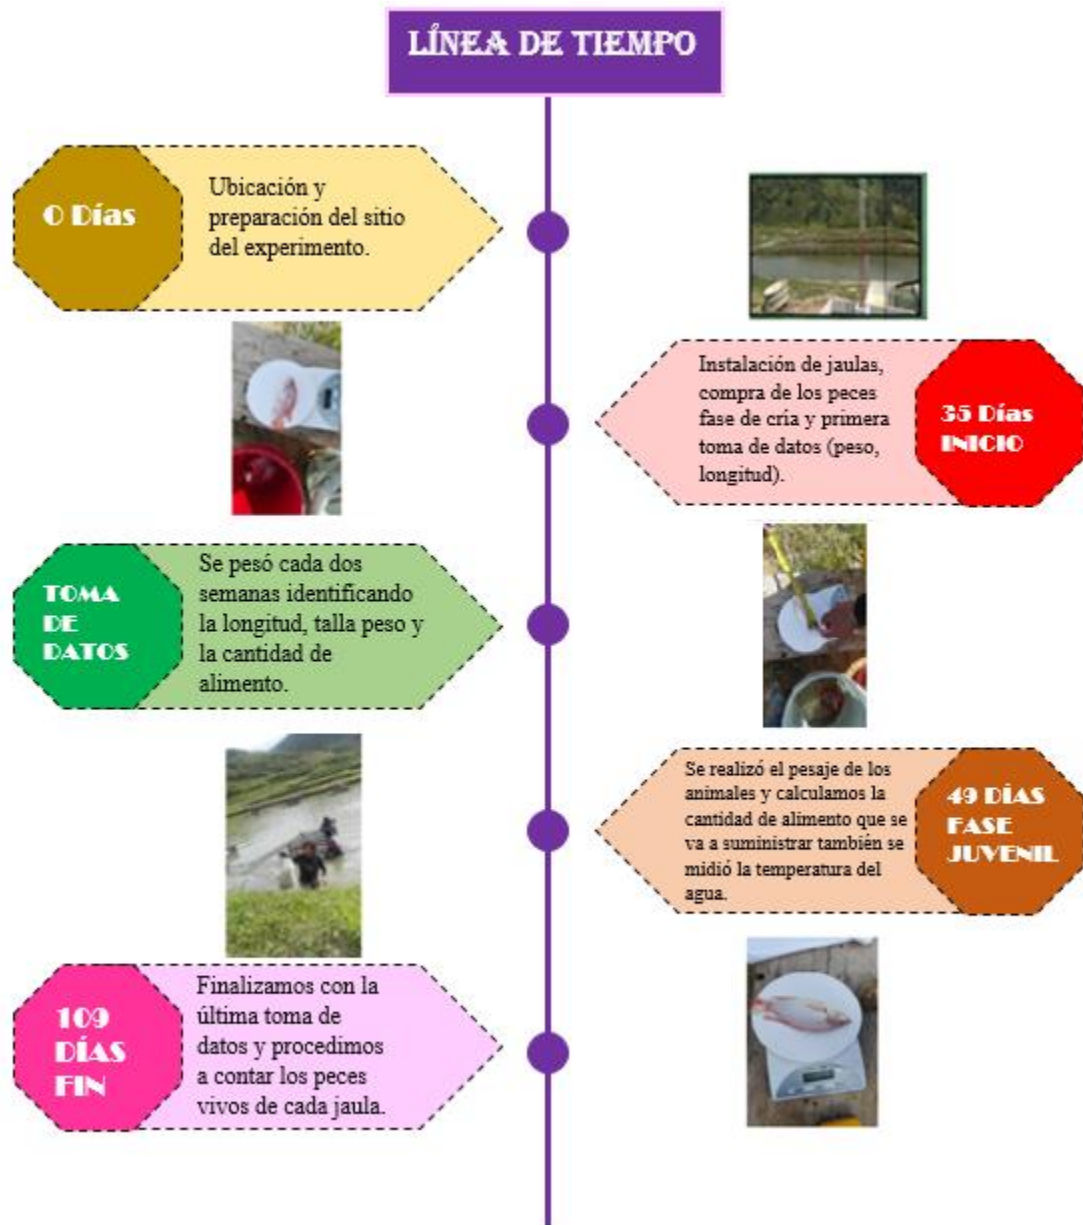 LÍNEA DE TIEMPO
0 Días
Ubicación y
preparación del sitio
del experimento.
Instalación de jaulas,
compra de los peces
fase de cría y primera
toma de datos (peso,
longitud).
35 Días
INICIO
TOMA
DE
DATOS
Se pesó cada dos
semanas identificando
la longitud, talla peso y
la cantidad de
alimento.
Se realizó el pesaje de los
animales y calculamos la
cantidad de alimento que se
va a suministrar también se
midió la temperatura del
agua.
49 DÍAS
FASE
JUVENIL
109
DÍAS
FIN
Finalizamos con la
última toma de
datos y procedimos
a contar los peces
vivos de cada jaula.